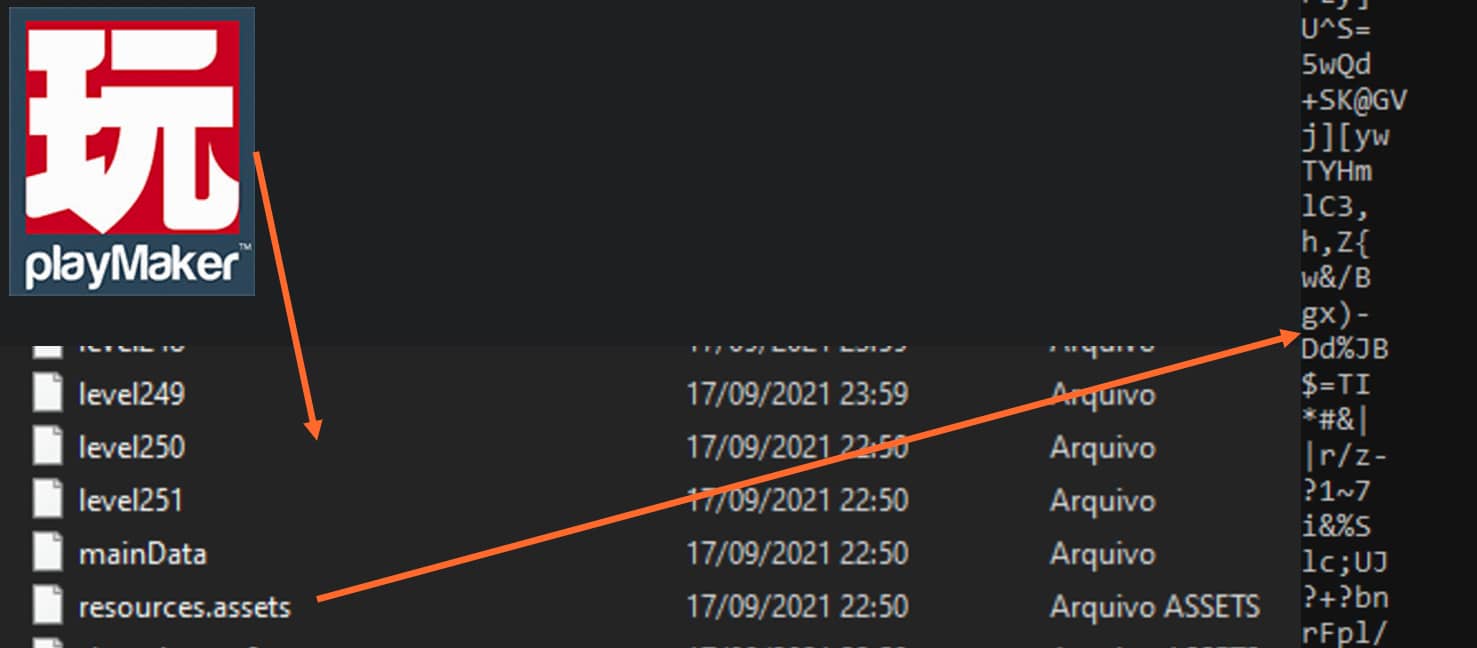 玩
playMaker™
level249 17/09/2021 23:59 Arquivo
level250 17/09/2021 22:50 Arquivo
level251 17/09/2021 22:50 Arquivo
mainData 17/09/2021 22:50 Arquivo
resources.assets 17/09/2021 22:50 Arquivo ASSETS
U^S=
5wQd
+SK@GV
j][yw
TYHm
lC3,
h,Z{
w&/B
gx)-
Dd%JB
$=TI
*#&|
|r/z-
?1~7
i&%S
lc;UJ
?+?bn
rFpl/